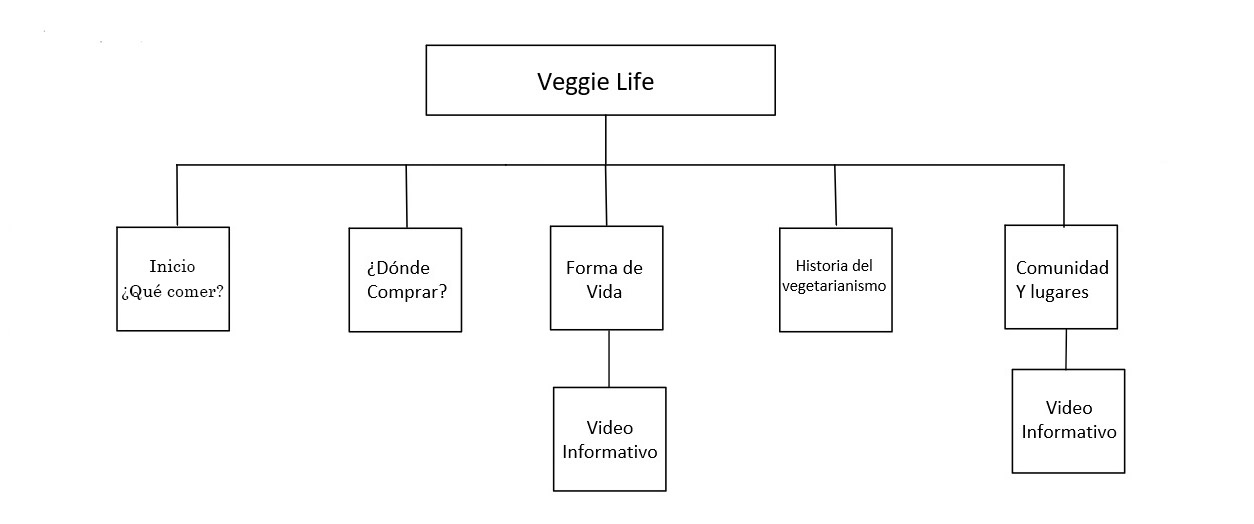 Veggie Life
Inicio
¿Qué comer?
¿Dónde
Comprar?
Forma de
Vida
Historia del
vegetarianismo
Comunidad
Y lugares
Video
Informativo
Video
Informativo